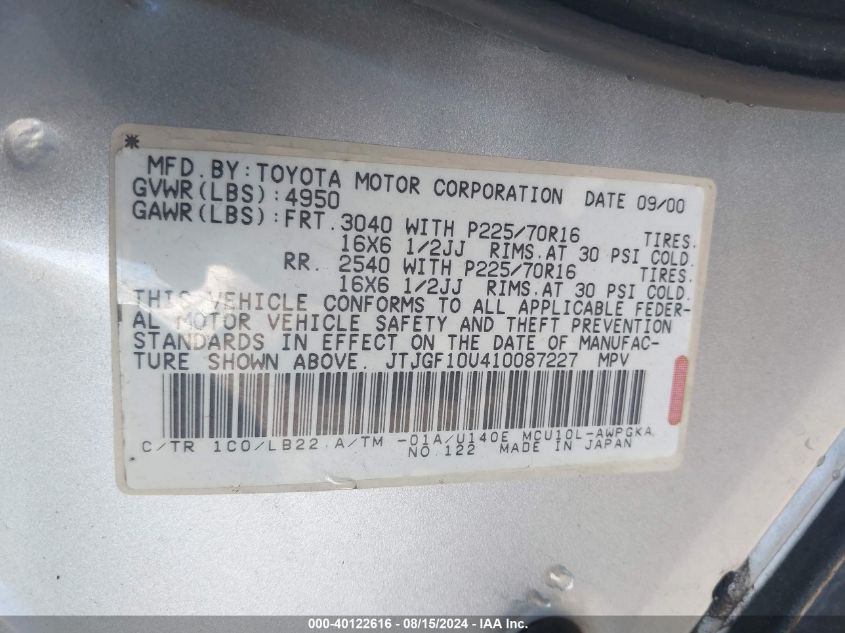 MFD.BY:TOYOTA MOTOR CORPORATION DATE 09/00
GVWR(LBS):4950
GAWR(LBS):FRT.3040 WITH P225/70R16 TIRES.
16X6 1/2JJ RIMS.AT 30 PSI COLD.
RR. 2540 WITH P225/70R16 TIRES.
16X6 1/2JJ RIMS.AT 30 PSI COLD.
THIS VEHICLE CONFORMS TO ALL APPLICABLE FEDER-
AL MOTOR VEHICLE SAFETY AND THEFT PREVENTION
STANDARDS IN EFFECT ON THE DATE OF MANUFAC-
TURE SHOWN ABOVE. JTJGF10U410087227 MPV
C/TR 1C0/LB22 A/TM -01A/U140E MCU10L-AWPGKA
NO.122 MADE IN JAPAN
000-40122616 - 08/15/2024 - IAA Inc.